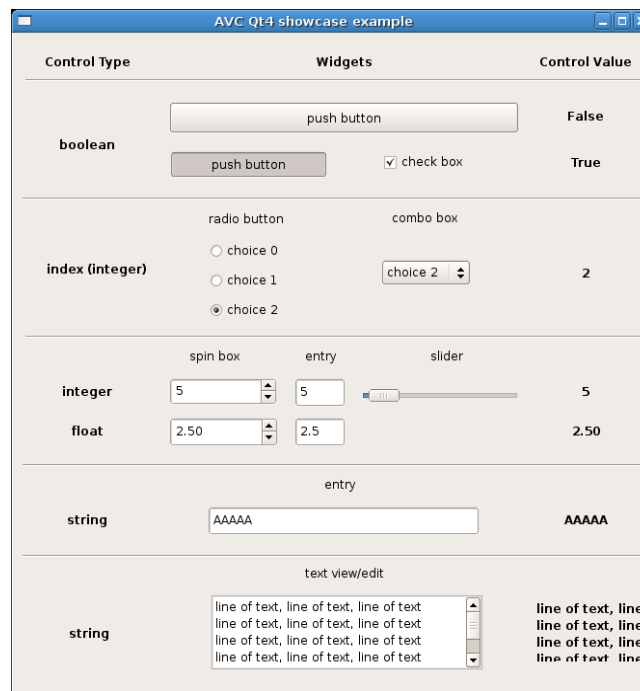 AVC Qt4 showcase example
Control Type Widgets Control Value
push button False
boolean
push button check box True
radio button combo box
choice 0
index (integer) choice 1 choice 2 2
choice 2
spin box entry slider
integer 5 5 5
float 2.50 2.5 2.50
entry
string AAAAA AAAAA
text view/edit
line of text, line of text, line of text line of text, line
line of text, line of text, line of text line of text, line
string line of text, line of text, line of text line of text, line
line of text, line of text, line of text line of text, line